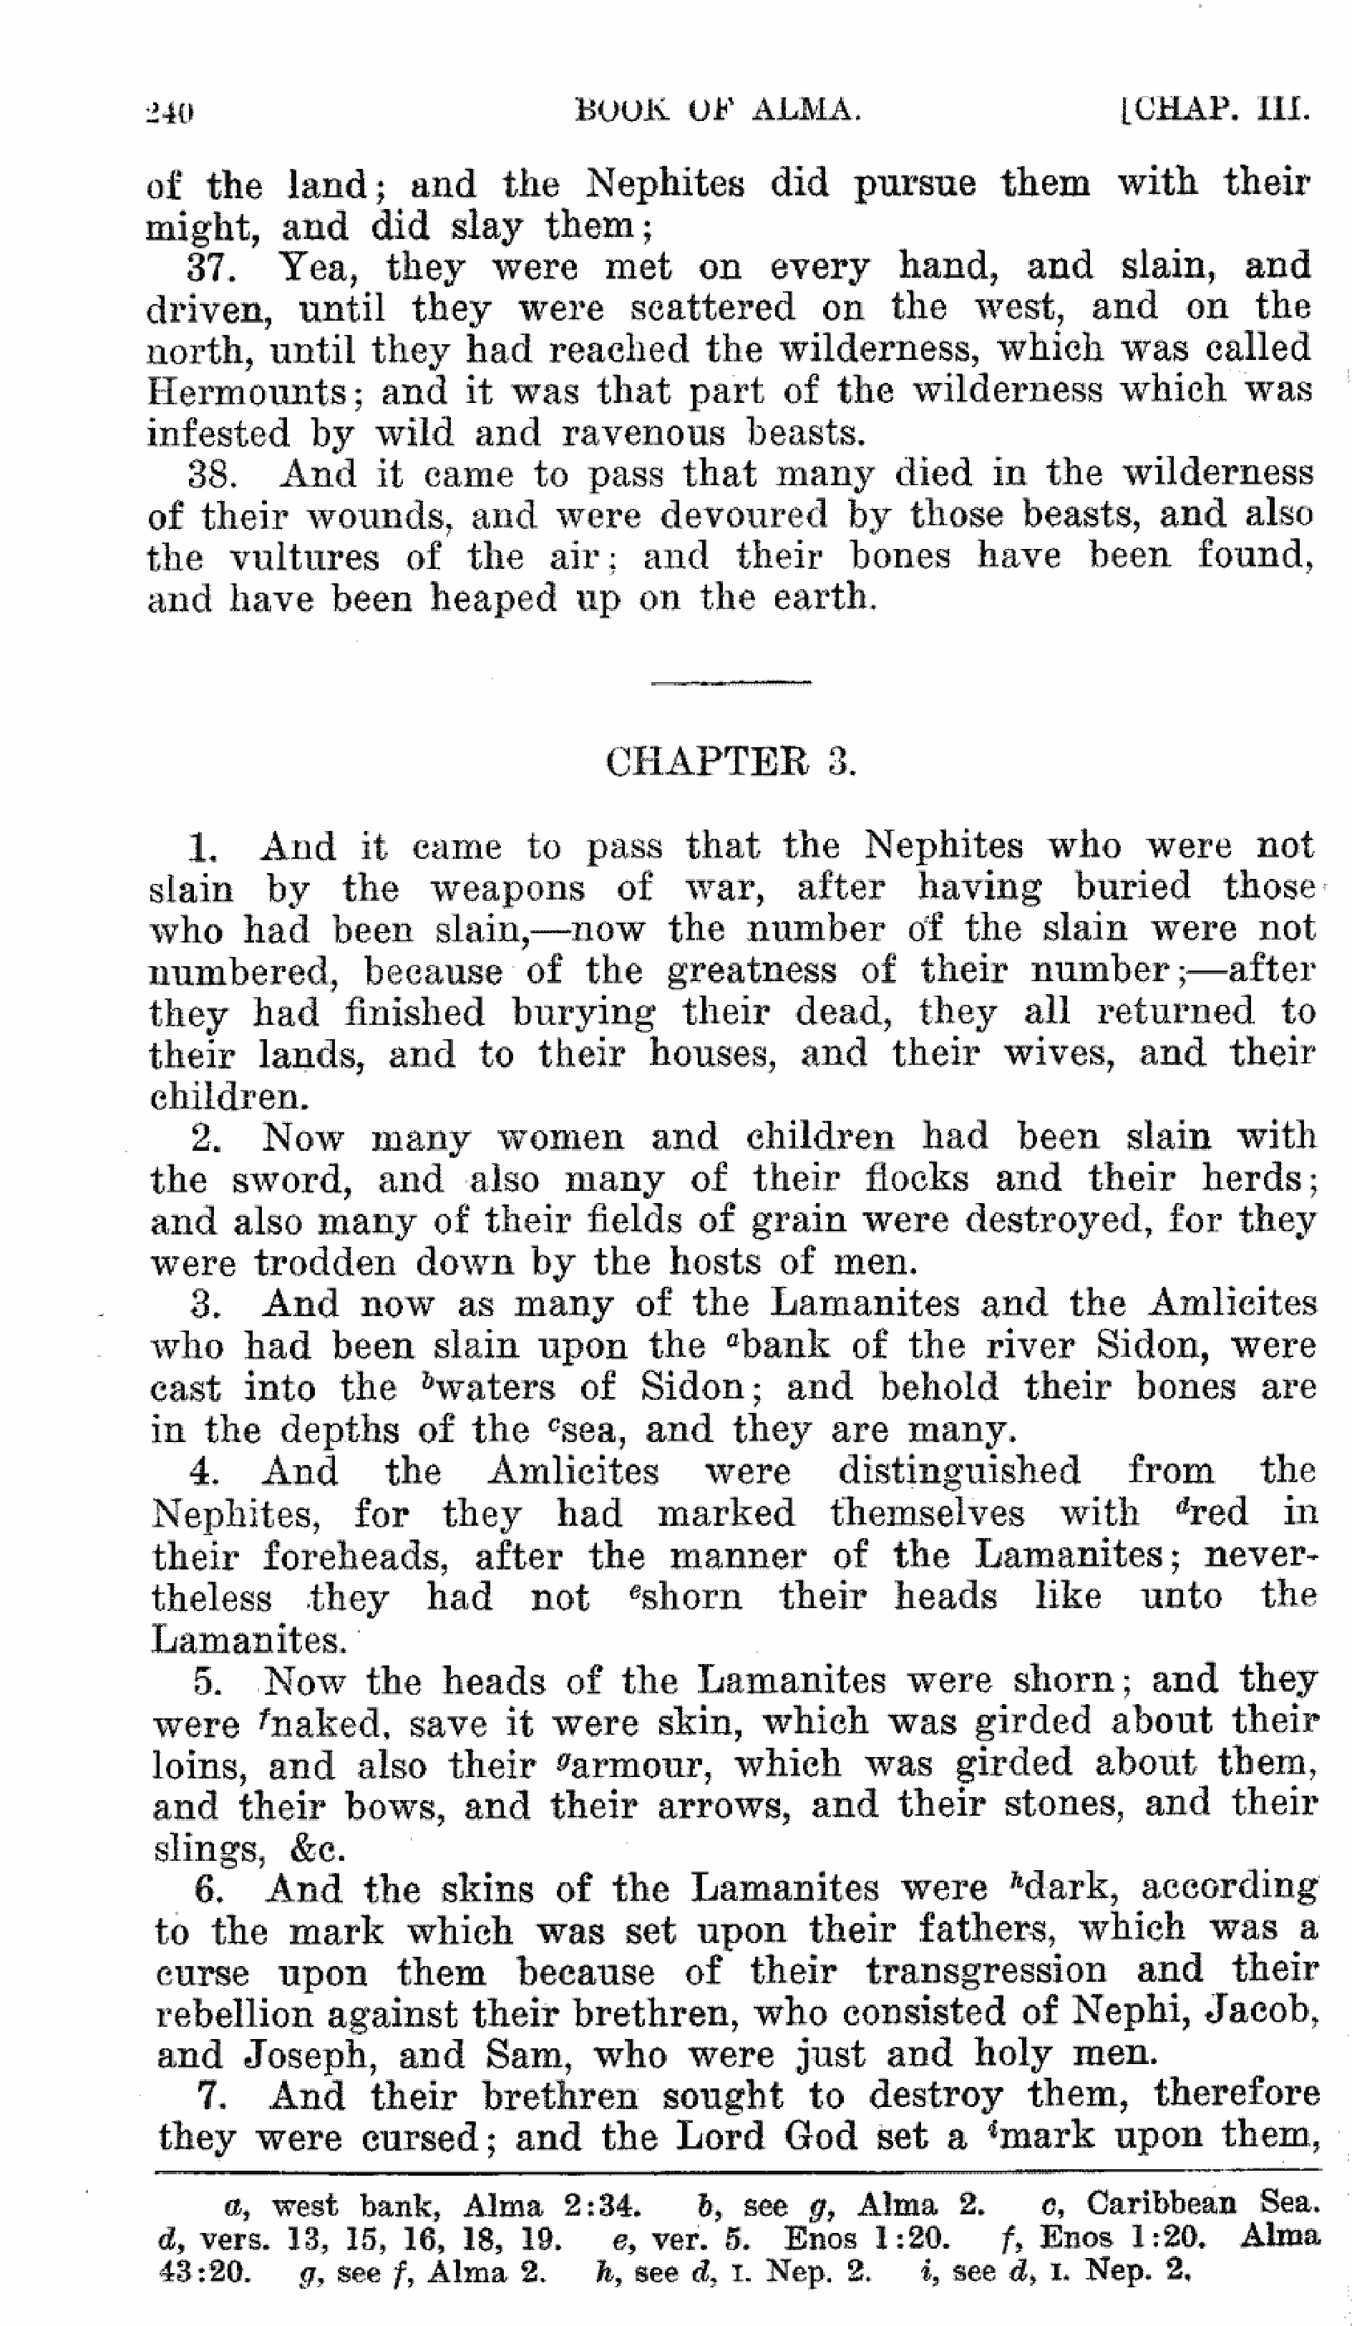 240 BOOK OF ALMA. [CHAP. III.
of the land; and the Nephites did pursue them with their
might, and did slay them;
37. Yea, they were met on every hand, and slain, and
driven, until they were scattered on the west, and on the
north, until they had reached the wilderness, which was called
Hermounts; and it was that part of the wilderness which was
infested by wild and ravenous beasts.
38. And it came to pass that many died in the wilderness
of their wounds, and were devoured by those beasts, and also
the vultures of the air; and their bones have been found,
and have been heaped up on the earth.
CHAPTER 3.
1. And it came to pass that the Nephites who were not
slain by the weapons of war, after having buried those
who had been slain,—now the number of the slain were not
numbered, because of the greatness of their number;—after
they had finished burying their dead, they all returned to
their lands, and to their houses, and their wives, and their
children.
2. Now many women and children had been slain with
the sword, and also many of their flocks and their herds;
and also many of their fields of grain were destroyed, for they
were trodden down by the hosts of men.
3. And now as many of the Lamanites and the Amlicites
who had been slain upon the ᵃbank of the river Sidon, were
cast into the ᵇwaters of Sidon; and behold their bones are
in the depths of the ᶜsea, and they are many.
4. And the Amlicites were distinguished from the
Nephites, for they had marked themselves with ᵈred in
their foreheads, after the manner of the Lamanites; never-
theless they had not ᵉshorn their heads like unto the
Lamanites.
5. Now the heads of the Lamanites were shorn; and they
were ᶠnaked, save it were skin, which was girded about their
loins, and also their ᵍarmour, which was girded about them,
and their bows, and their arrows, and their stones, and their
slings, &c.
6. And the skins of the Lamanites were ʰdark, according
to the mark which was set upon their fathers, which was a
curse upon them because of their transgression and their
rebellion against their brethren, who consisted of Nephi, Jacob,
and Joseph, and Sam, who were just and holy men.
7. And their brethren sought to destroy them, therefore
they were cursed; and the Lord God set a ⁱmark upon them,
a, west bank, Alma 2:34. b, see g, Alma 2. c, Caribbean Sea.
d, vers. 13, 15, 16, 18, 19. e, ver. 5. Enos 1:20. f, Enos 1:20. Alma
43:20. g, see f, Alma 2. h, see d, I. Nep. 2. i, see d, I. Nep. 2.